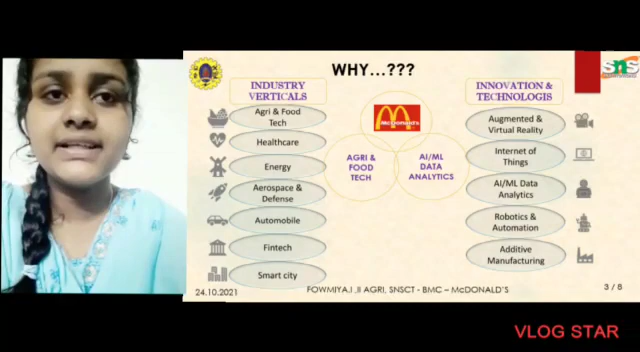 WHY...???
sns
INDUSTRY
VERTICALS
Agri & Food
Tech
Healthcare
Energy
Aerospace &
Defense
Automobile
Fintech
Smart city
McDonald's
AGRI &
FOOD
TECH
AI/ML
DATA
ANALYTICS
INNOVATION &
TECHNOLOGIS
Augmented &
Virtual Reality
Internet of
Things
AI/ML Data
Analytics
Robotics &
Automation
Additive
Manufacturing
24.10.2021
FOWMIYA.I ,II AGRI, SNSCT - BMC – McDONALD'S
3 / 8
VLOG STAR